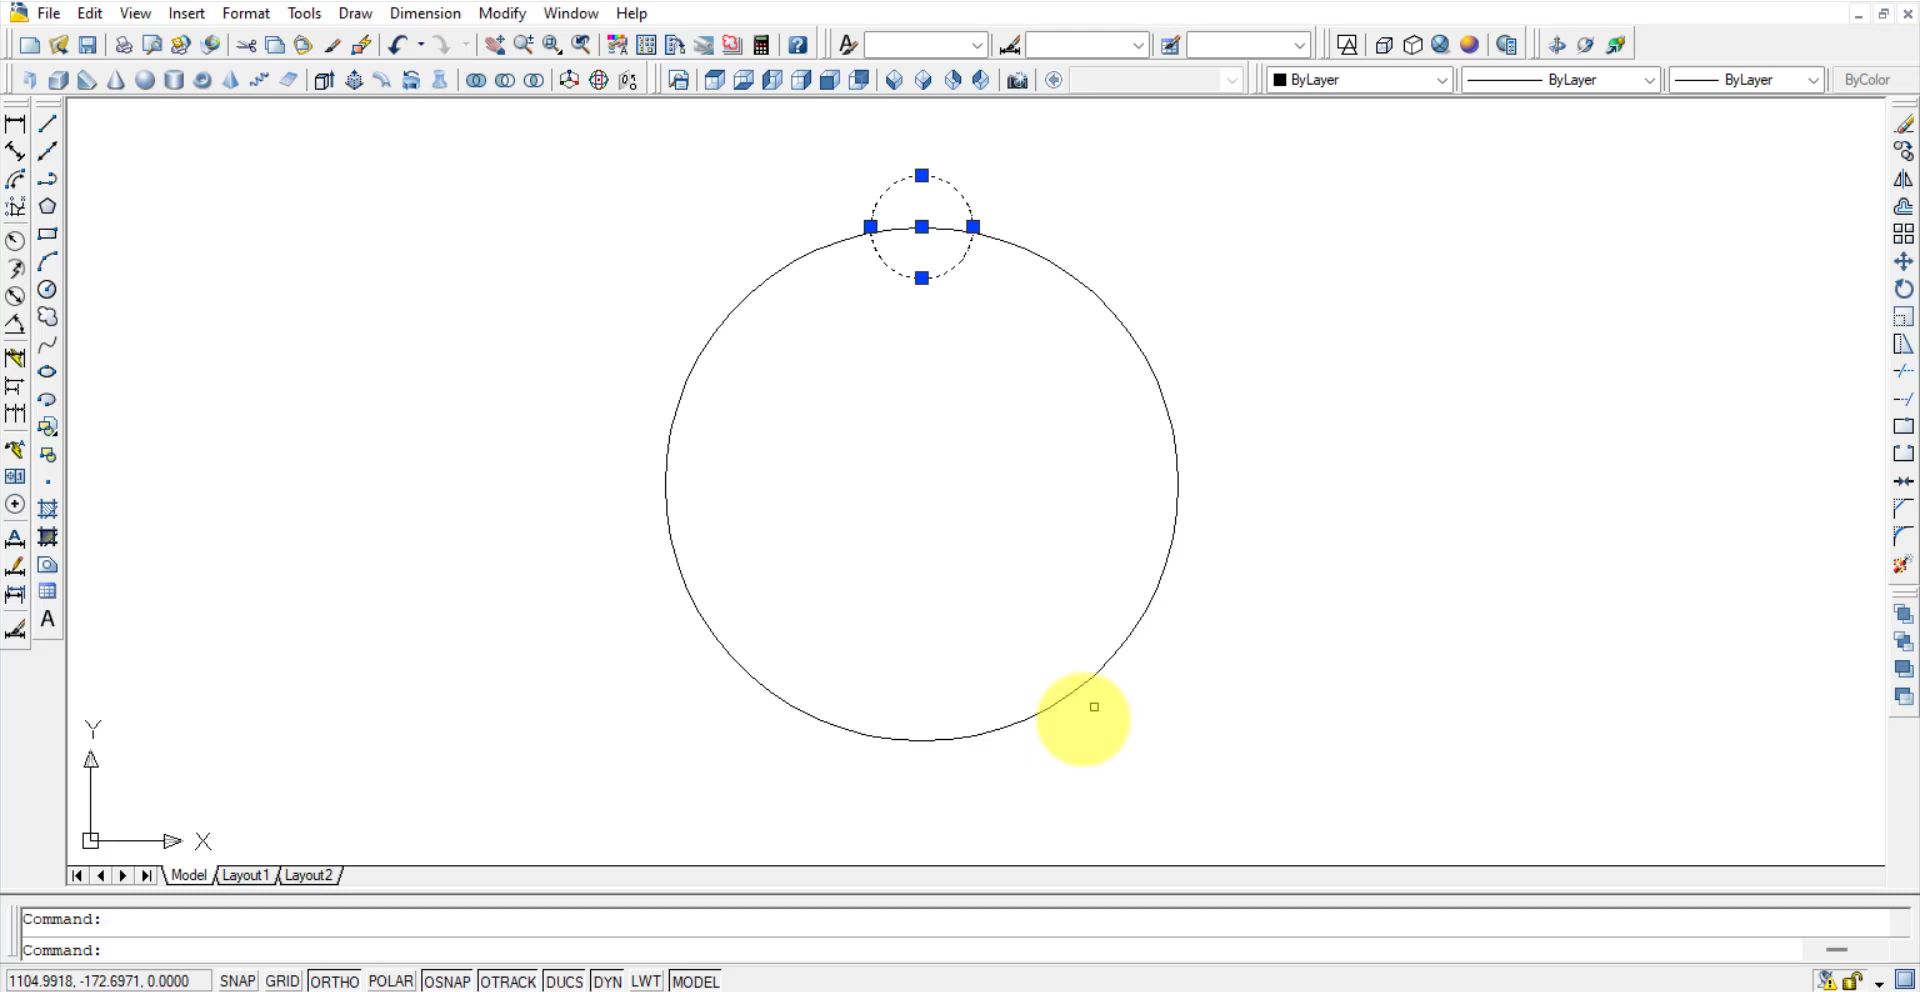 File Edit View Insert Format Tools Draw Dimension Modify Window Help
ByLayer ByLayer ByLayer ByColor
A
Y
X
Model Layout1 Layout2
Command:
Command:
1104.9918, -172.6971, 0.0000 SNAP GRID ORTHO POLAR OSNAP OTRACK DUCS DYN LWT MODEL